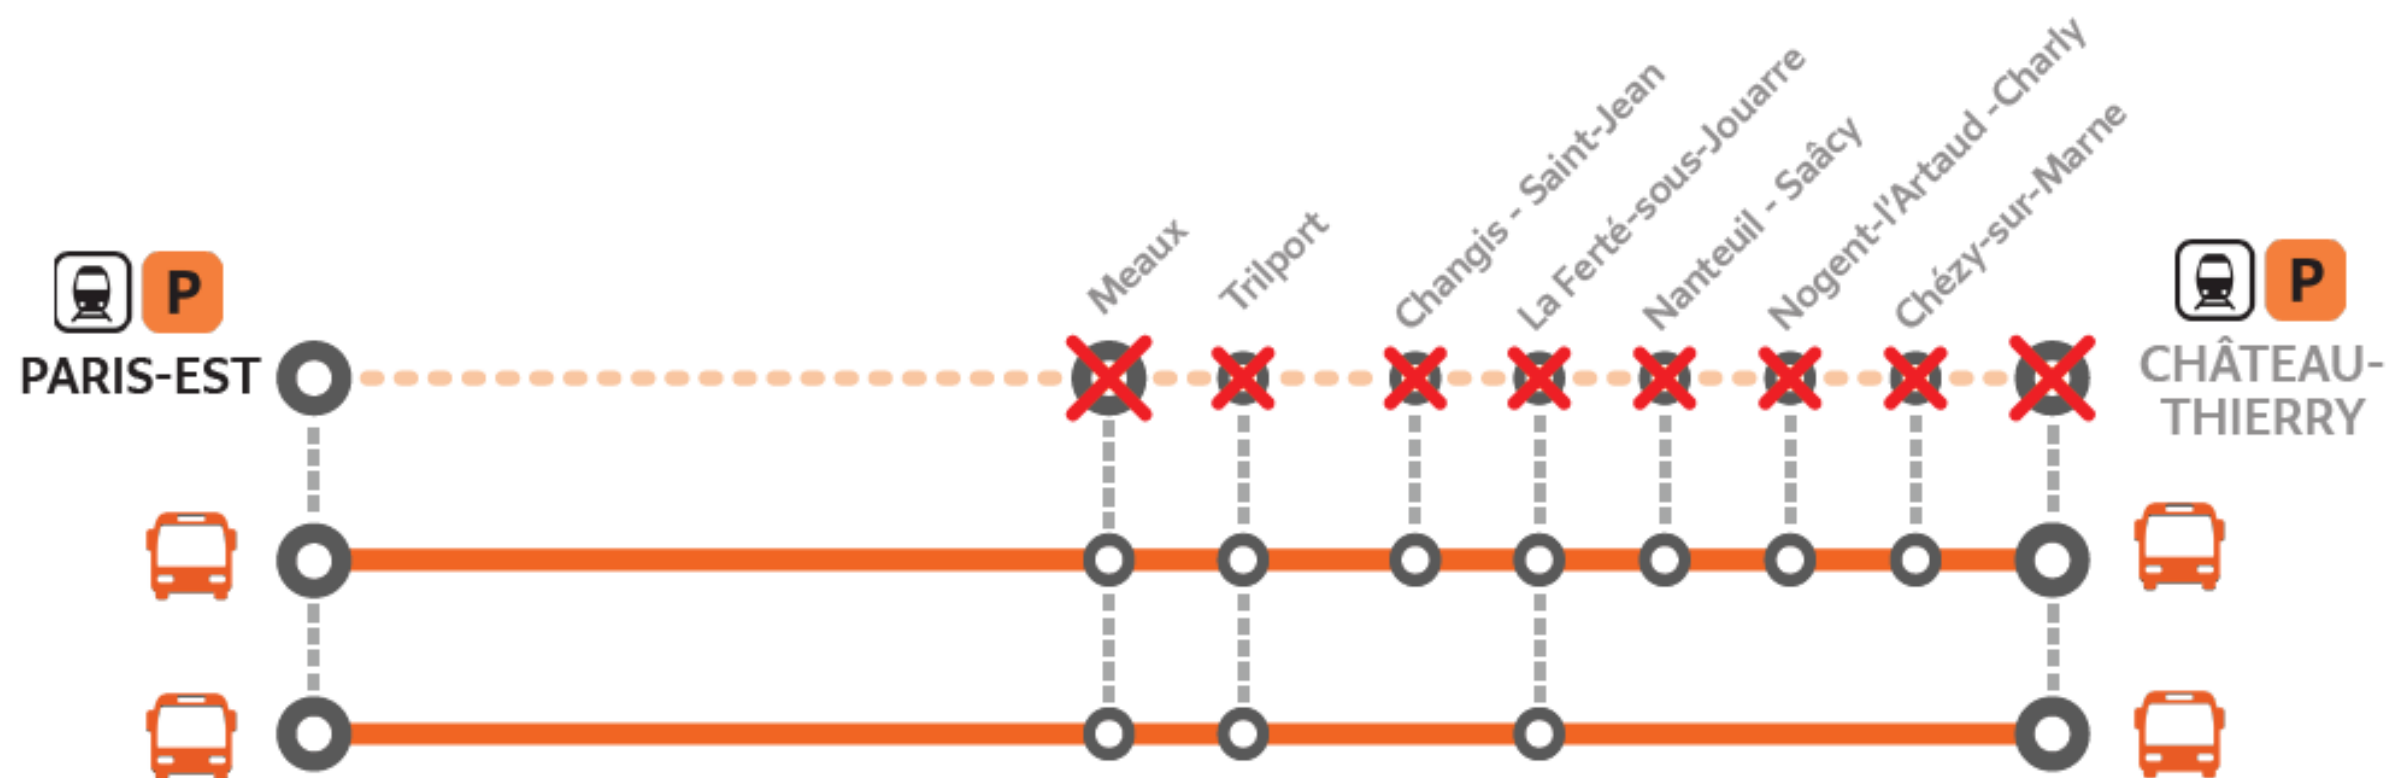 P
PARIS-EST
Meaux
Trilport
Changis - Saint-Jean
La Ferté-sous-Jouarre
Nanteuil - Saâcy
Nogent-l'Artaud -Charly
Chézy-sur-Marne
P
CHÂTEAU-
THIERRY